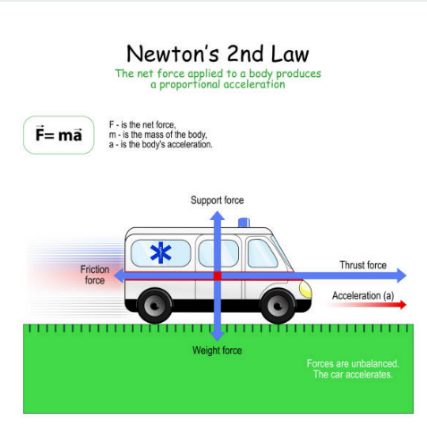 Newton's 2nd Law
The net force applied to a body produces
a proportional acceleration
F= ma
F - is the net force,
m - is the mass of the body,
a - is the body's acceleration.
Support force
Friction
force
Thrust force
Acceleration (a)
Weight force
Forces are unbalanced.
The car accelerates.